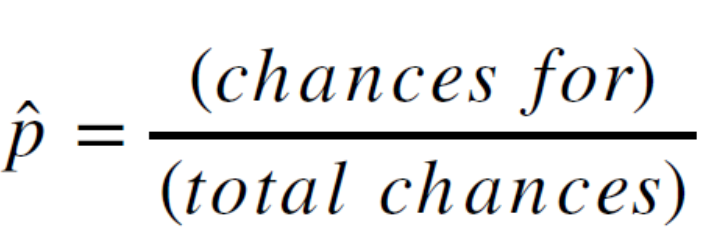 (chances for)
p̂ =
(total chances)